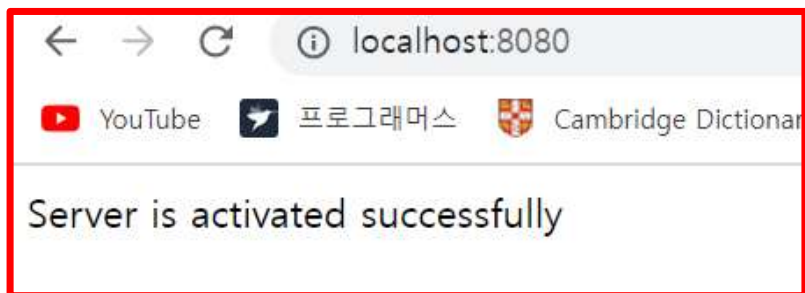 localhost:8080
YouTube 프로그래머스 Cambridge Dictionar
Server is activated successfully